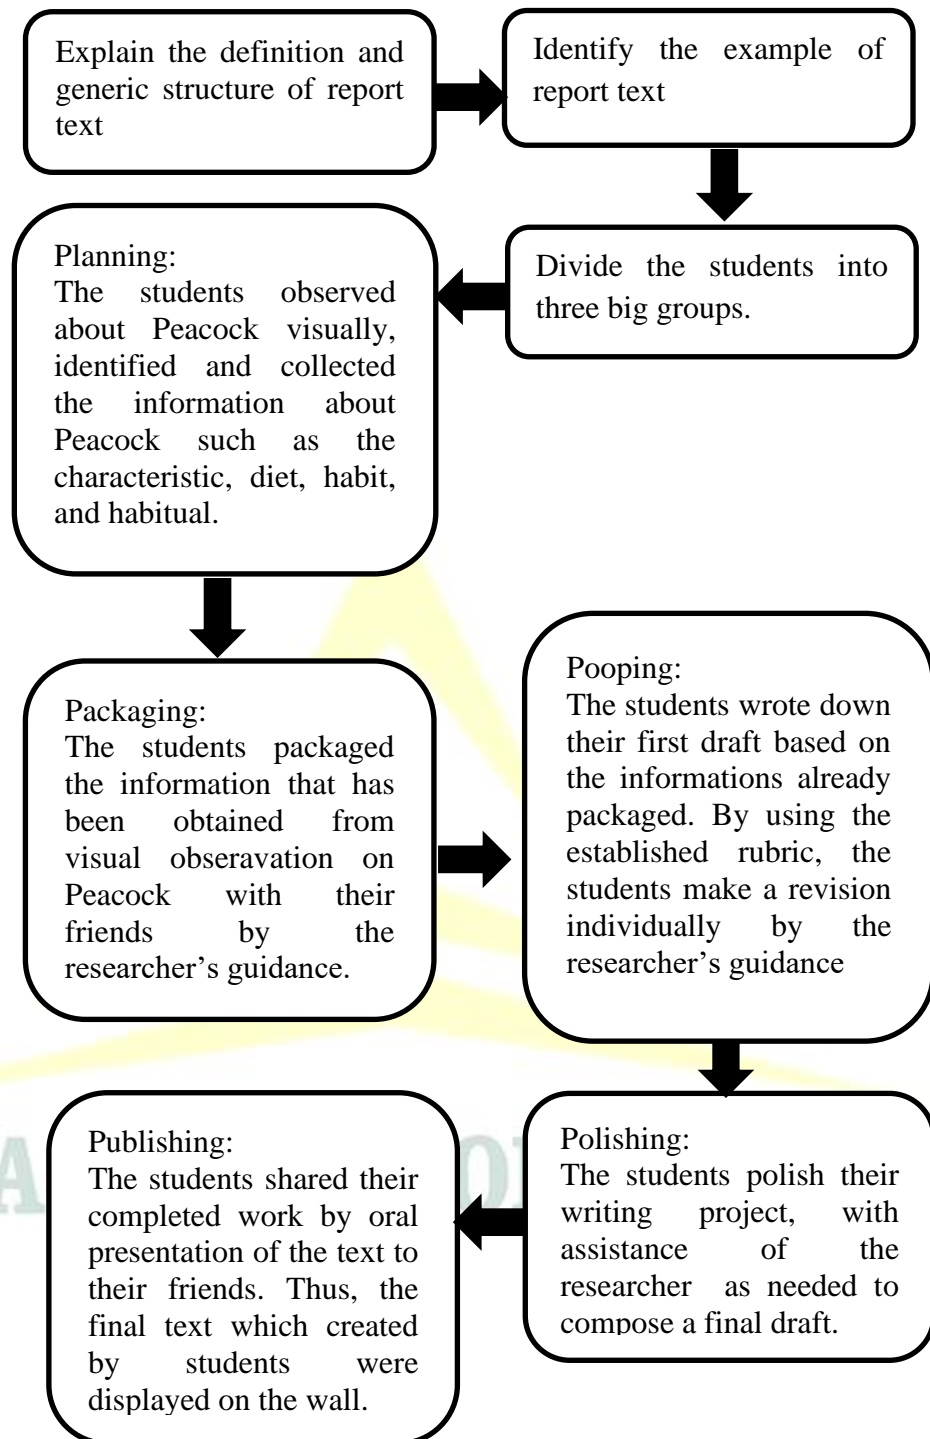 Explain the definition and
generic structure of report
text
Identify the example of
report text
Divide the students into
three big groups.
Planning:
The students observed
about Peacock visually,
identified and collected
the information about
Peacock such as the
characteristic, diet, habit,
and habitual.
Packaging:
The students packaged
the information that has
been obtained from
visual obseravation on
Peacock with their
friends by the
researcher's guidance.
Pooping:
The students wrote down
their first draft based on
the informations already
packaged. By using the
established rubric, the
students make a revision
individually by the
researcher's guidance
Polishing:
The students polish their
writing project, with
assistance of the
researcher as needed to
compose a final draft.
Publishing:
The students shared their
completed work by oral
presentation of the text to
their friends. Thus, the
final text which created
by students were
displayed on the wall.